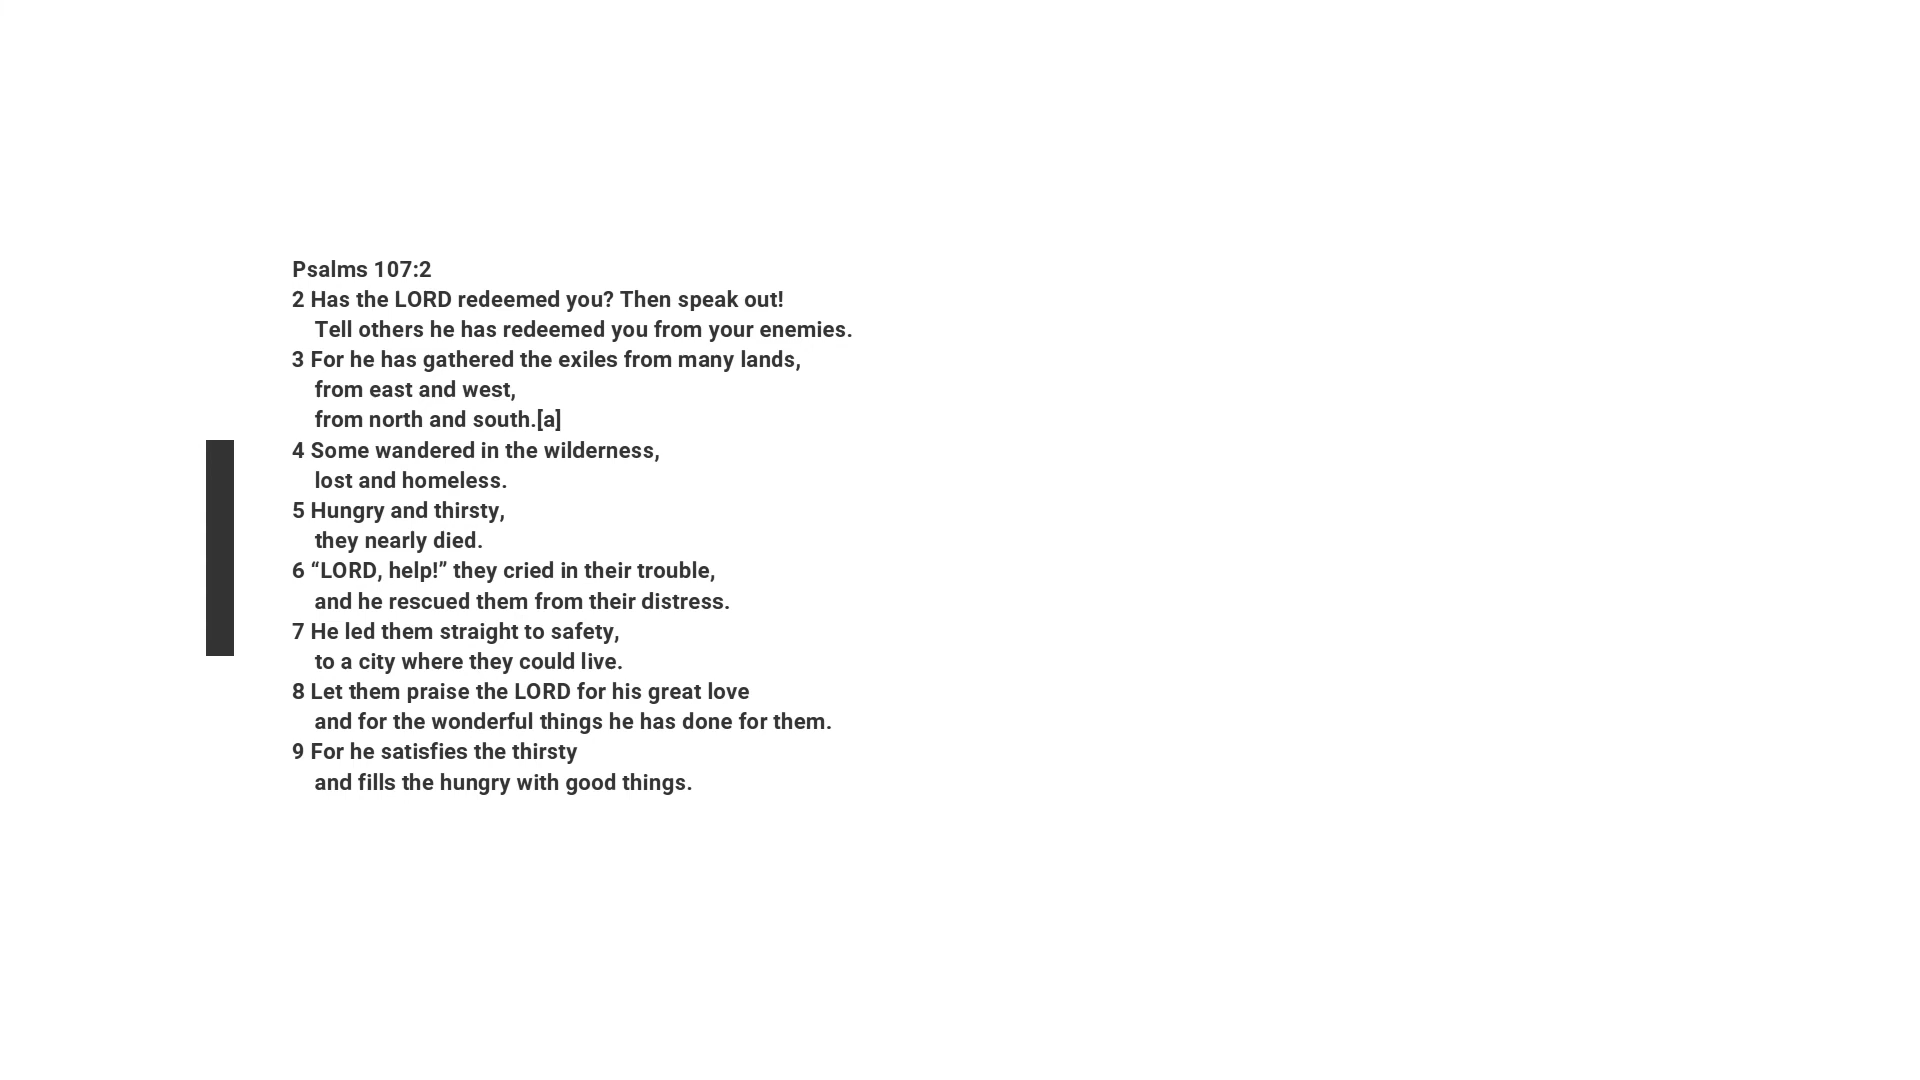 Psalms 107:2
2 Has the LORD redeemed you? Then speak out!
Tell others he has redeemed you from your enemies.
3 For he has gathered the exiles from many lands,
from east and west,
from north and south.[a]
4 Some wandered in the wilderness,
lost and homeless.
5 Hungry and thirsty,
they nearly died.
6 “LORD, help!” they cried in their trouble,
and he rescued them from their distress.
7 He led them straight to safety,
to a city where they could live.
8 Let them praise the LORD for his great love
and for the wonderful things he has done for them.
9 For he satisfies the thirsty
and fills the hungry with good things.